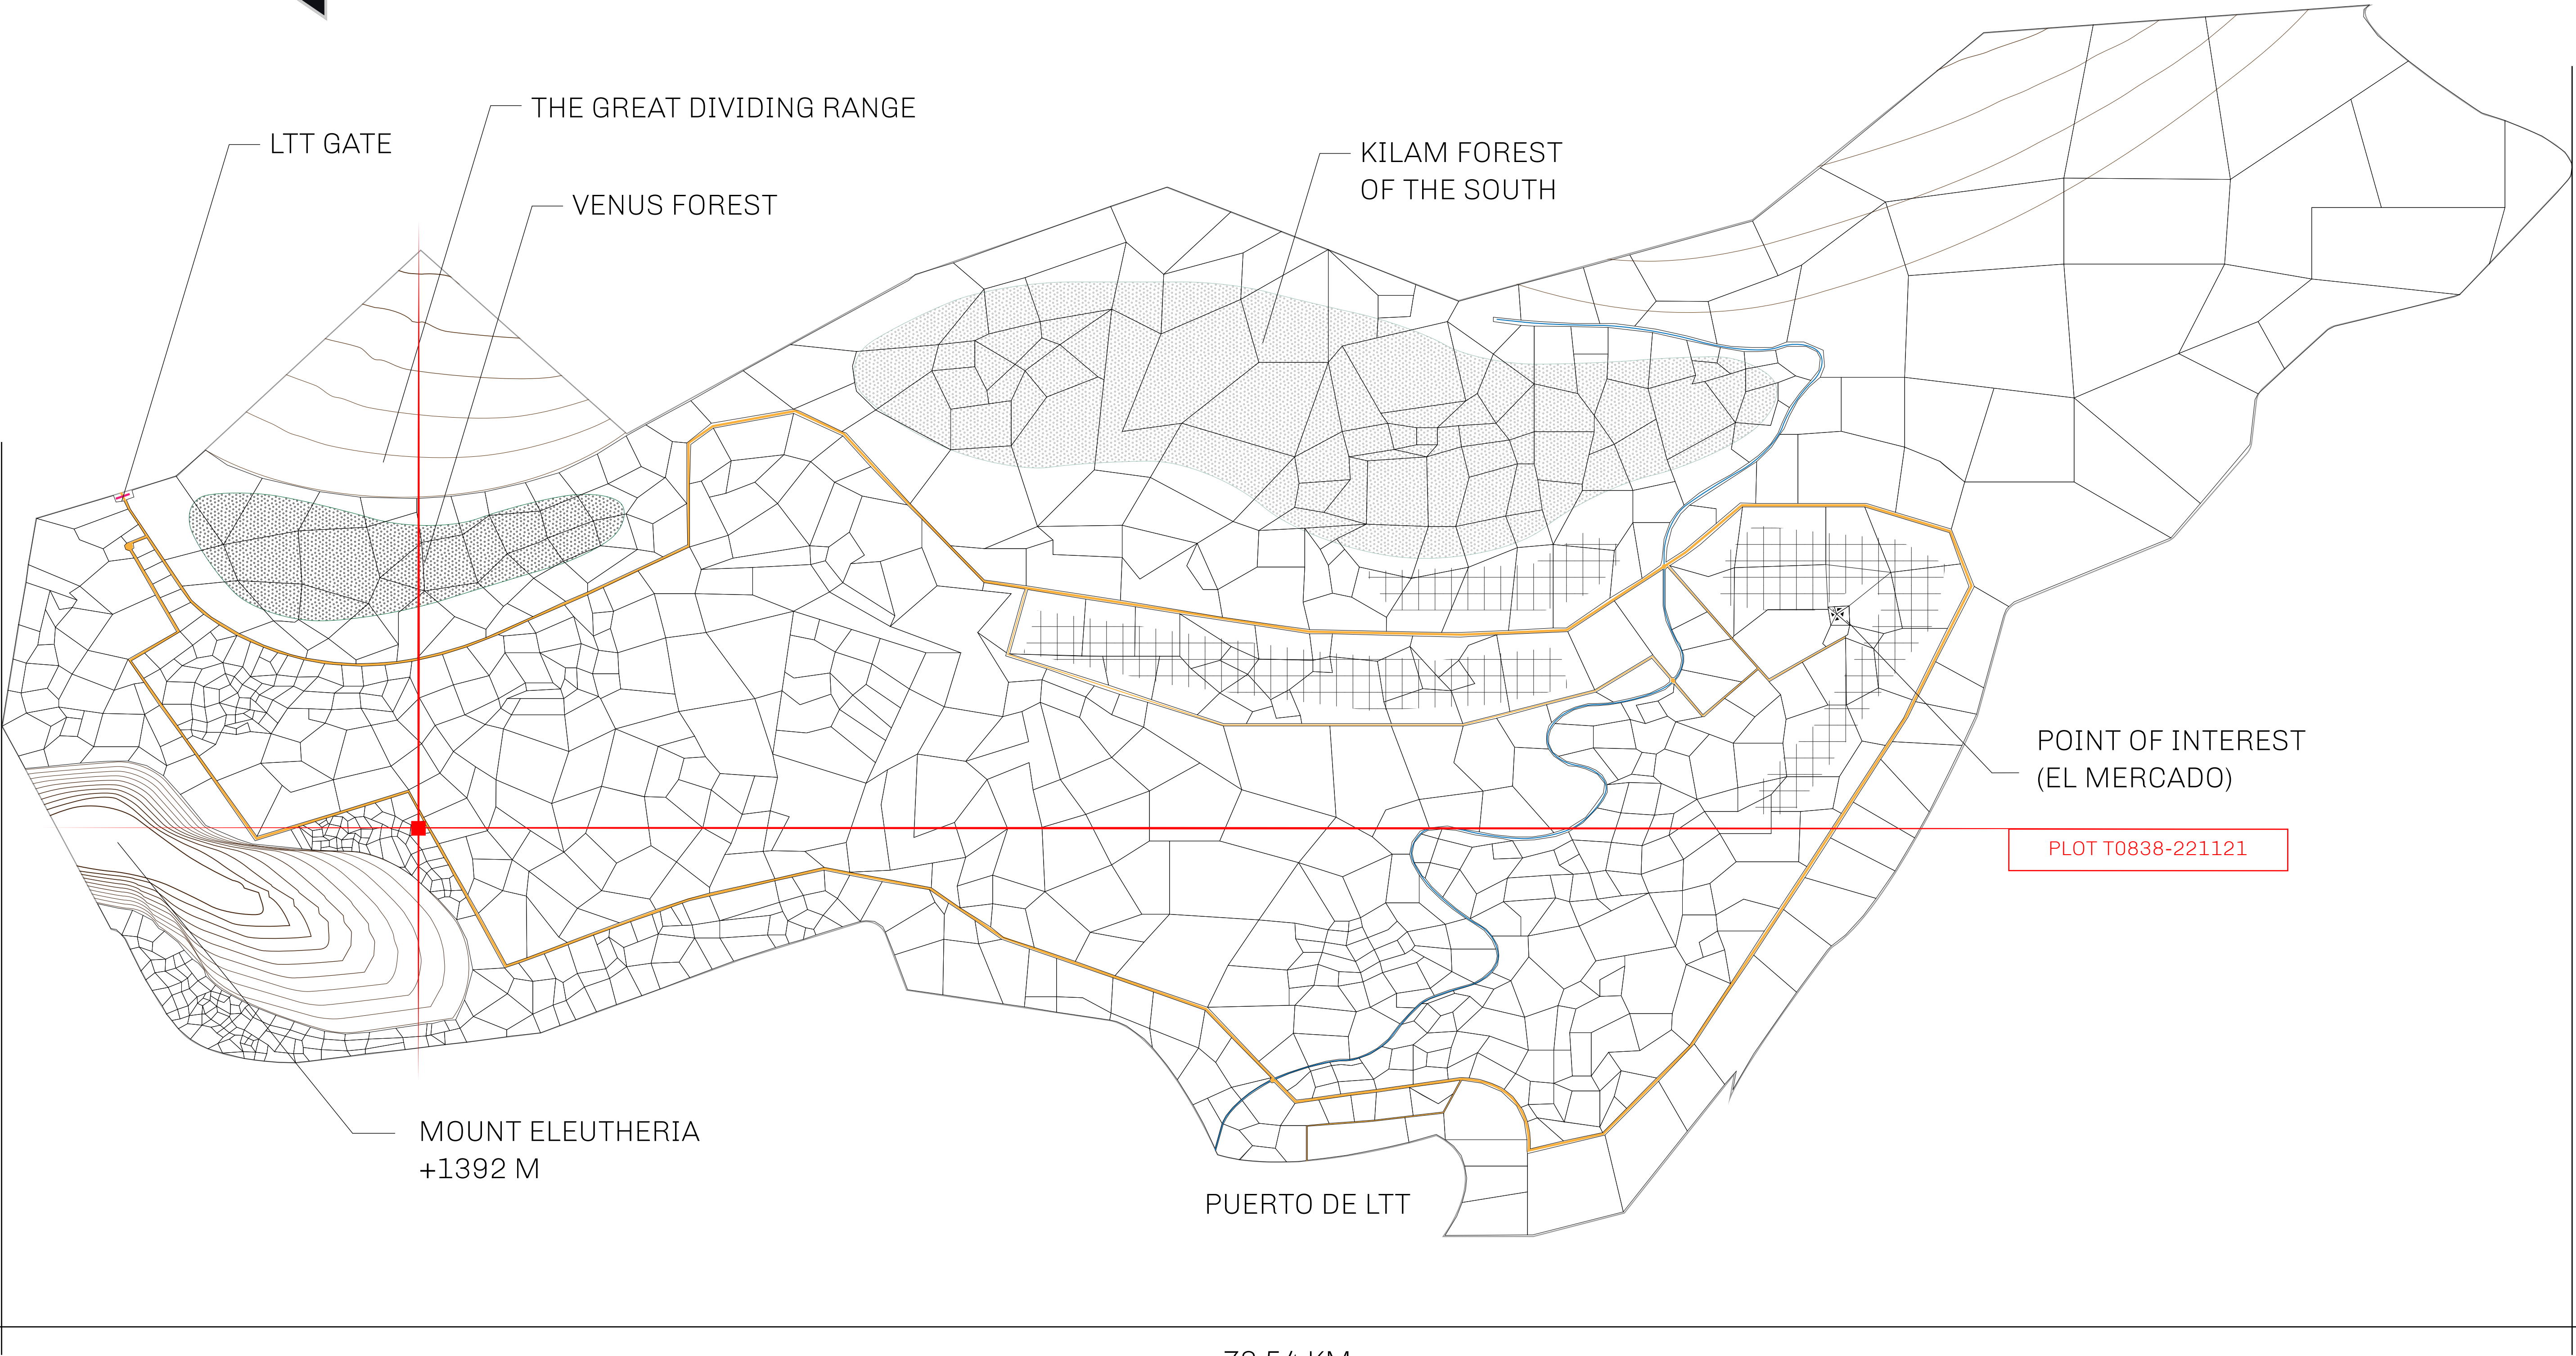 THE GREAT DIVIDING RANGE
LTT GATE
KILAM FOREST
OF THE SOUTH
VENUS FOREST
POINT OF INTEREST
(EL MERCADO)
PLOT T0838-221121
MOUNT ELEUTHERIA
+1392 M
PUERTO DE LTT
KM